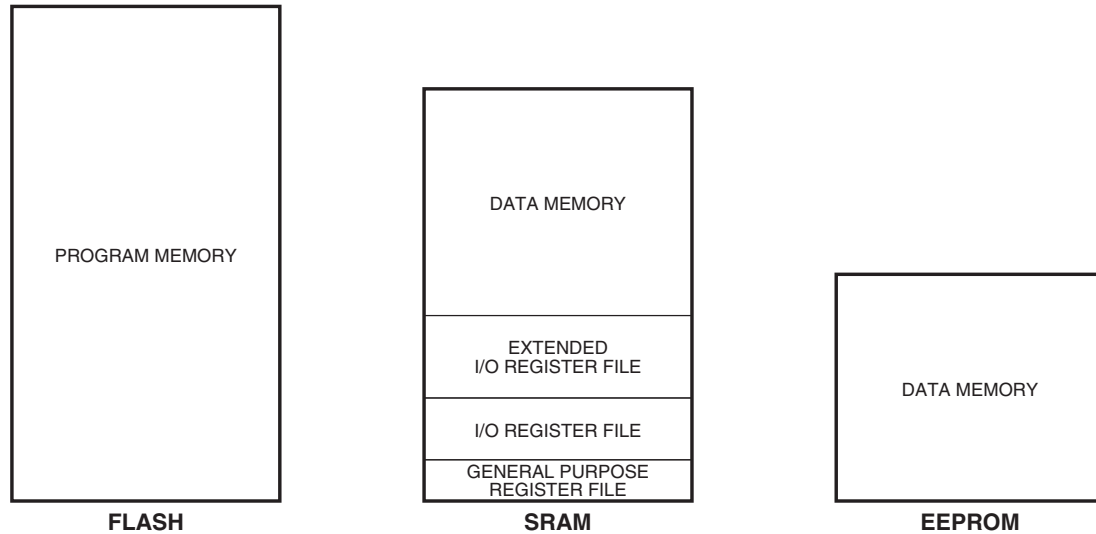 PROGRAM MEMORY
FLASH
DATA MEMORY
EXTENDED
I/O REGISTER FILE
I/O REGISTER FILE
GENERAL PURPOSE
REGISTER FILE
SRAM
DATA MEMORY
EEPROM